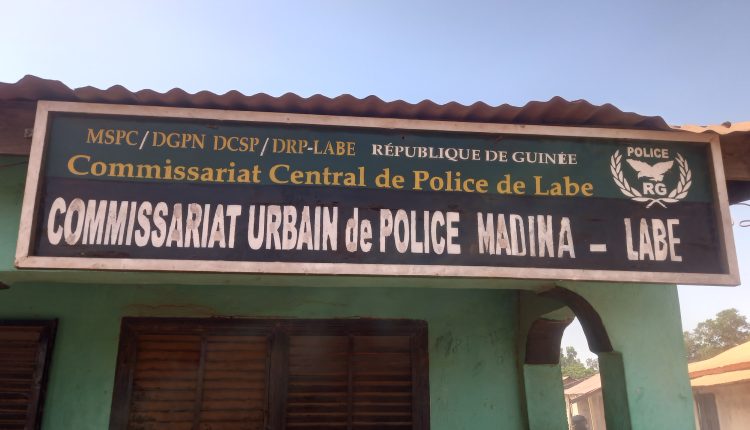 MSPC/DGPN DCSP/DRP-LABE RÉPUBLIQUE DE GUINÉE
Commissariat Central de Police de Labe
COMMISSARIAT URBAIN de POLICE MADINA - LABE
POLICE
RG